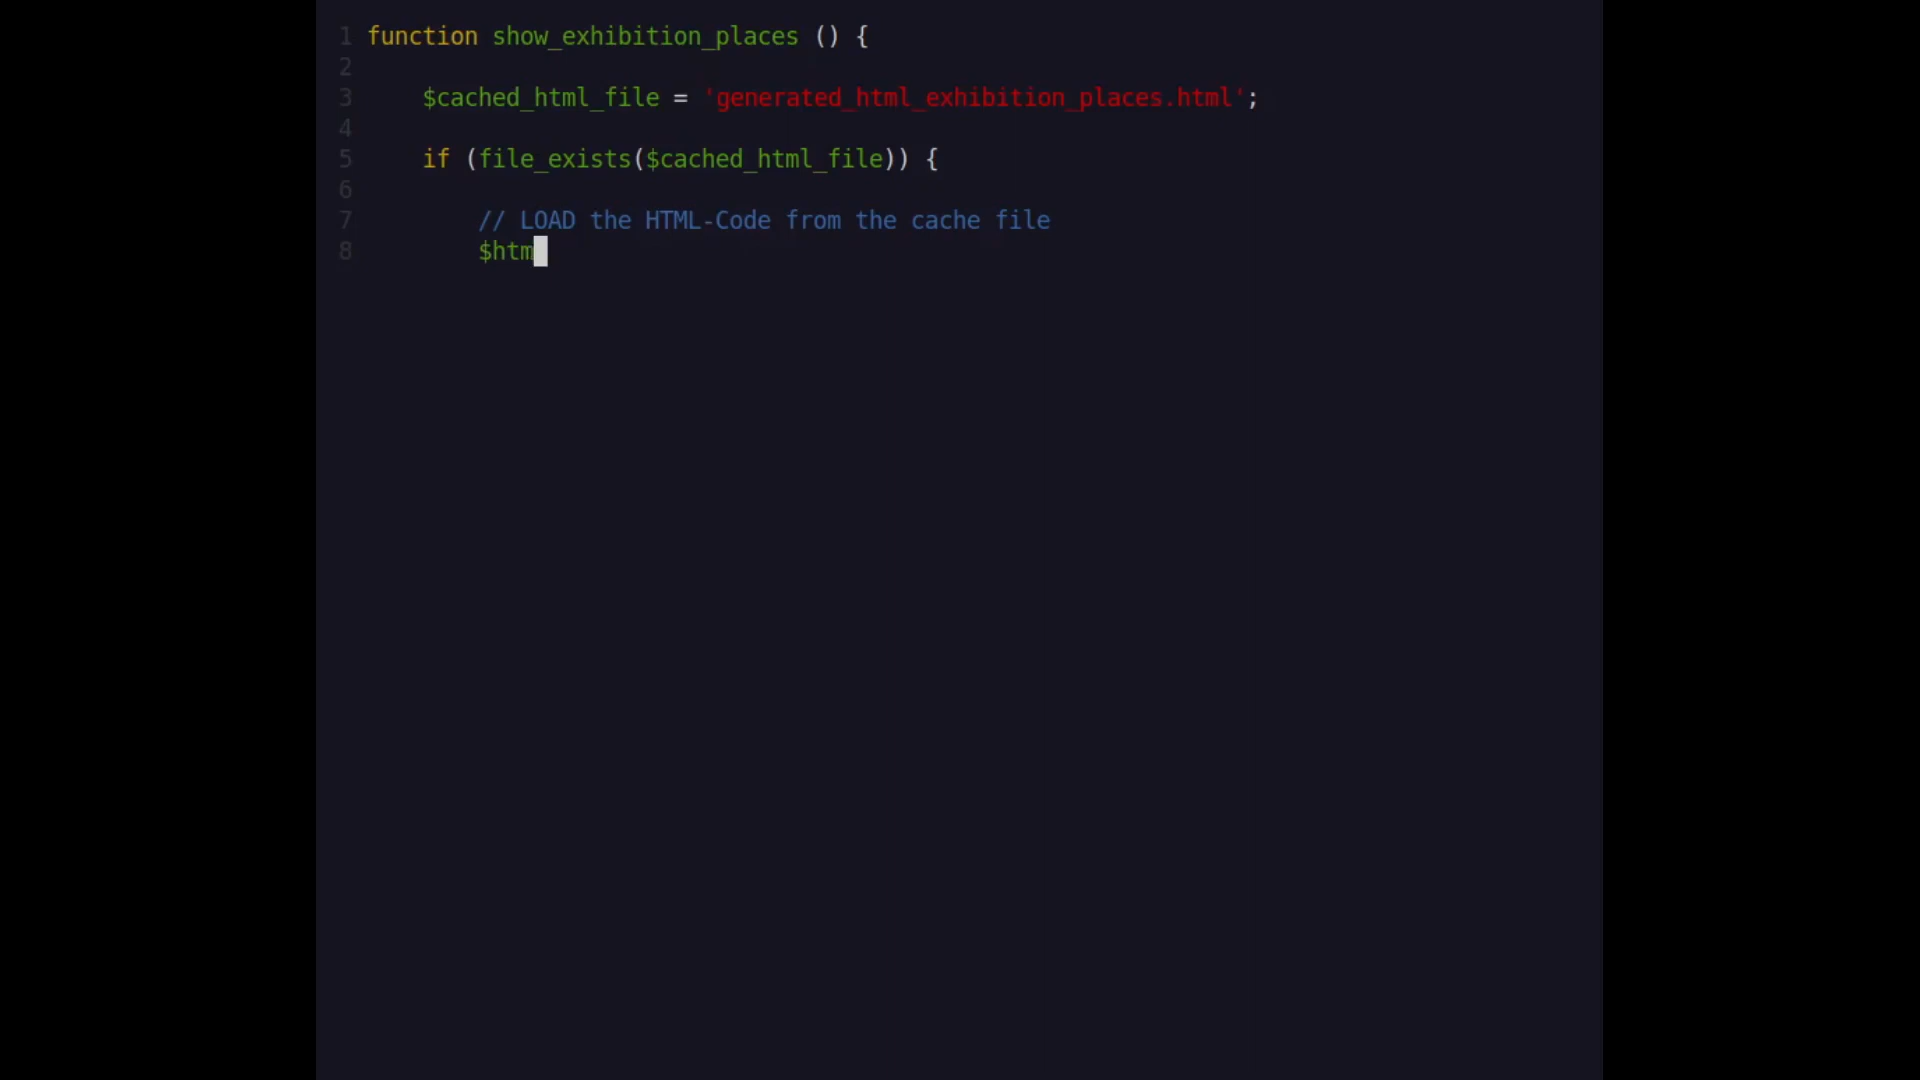 1 function show_exhibition_places () {
2
3     $cached_html_file = 'generated_html_exhibition_places.html';
4
5     if (file_exists($cached_html_file)) {
6
7         // LOAD the HTML-Code from the cache file
8         $htm